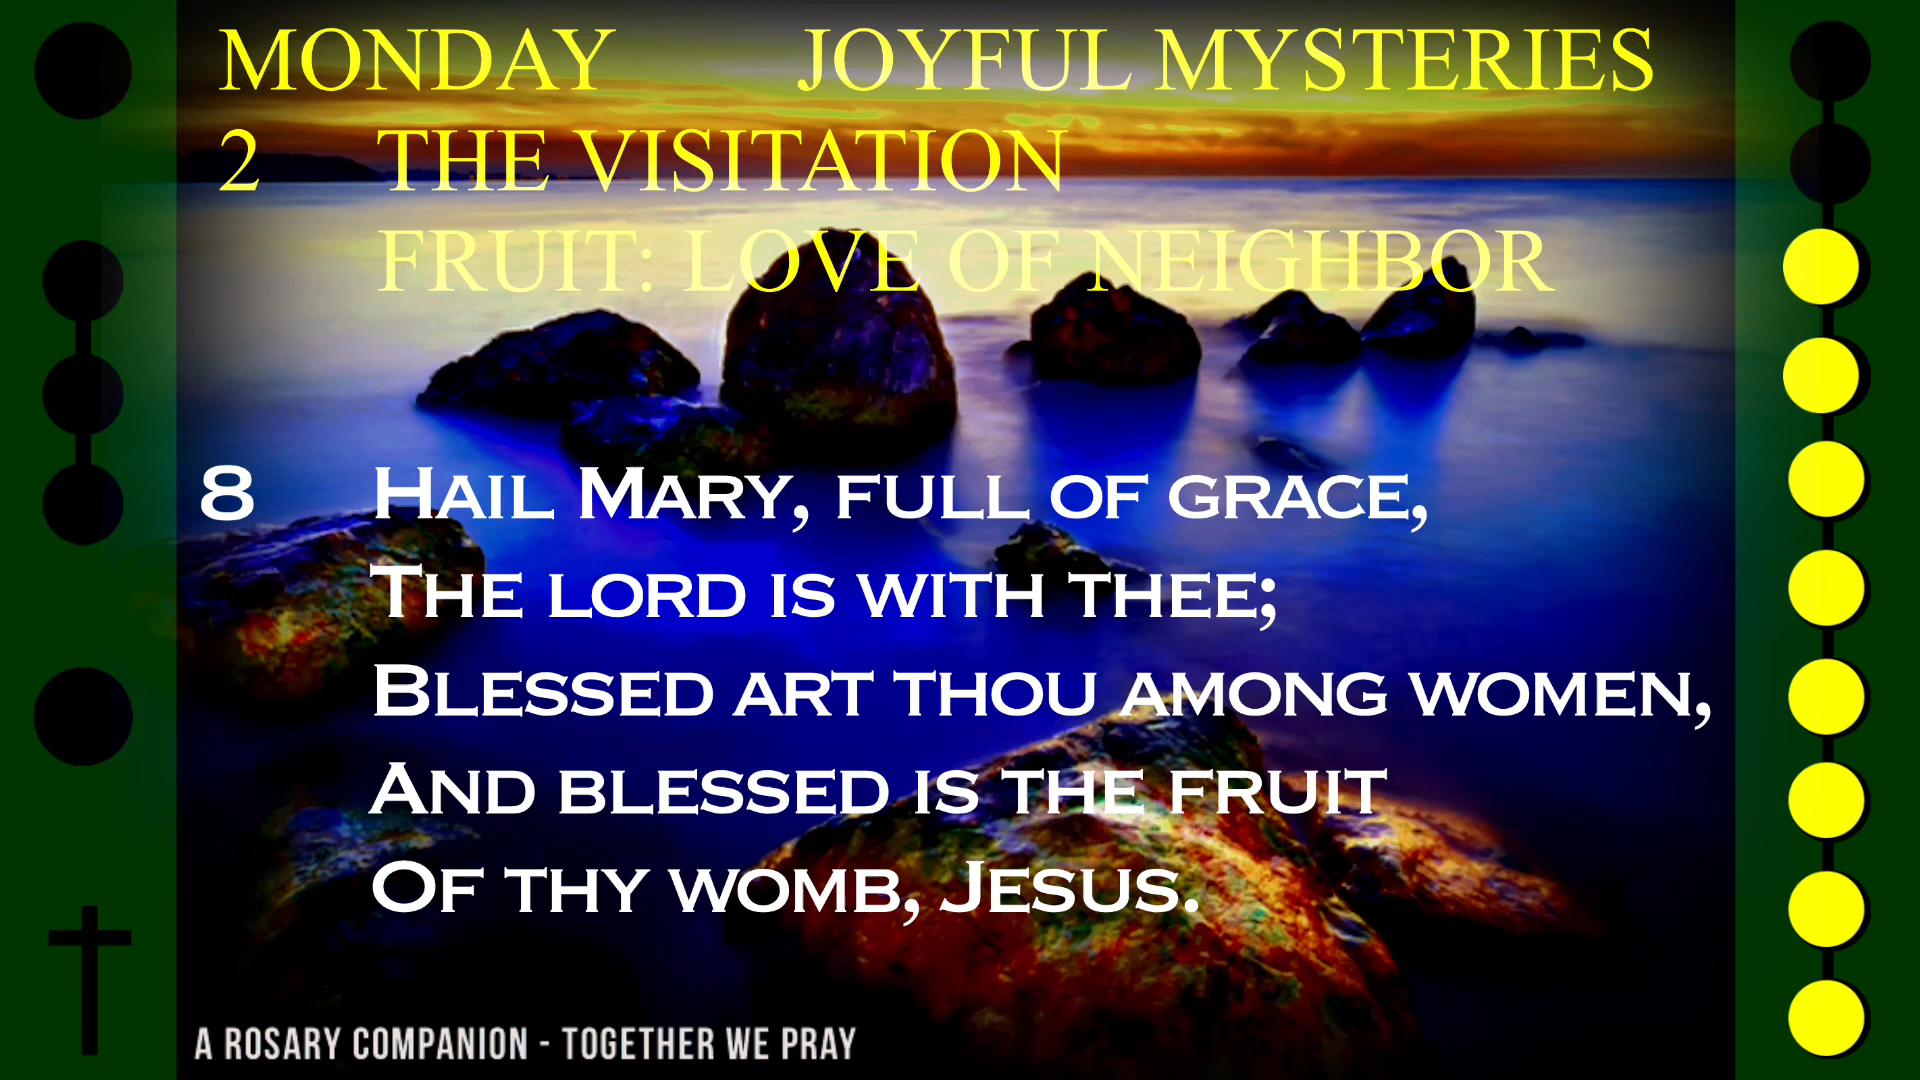 MONDAY JOYFUL MYSTERIES
2 THE VISITATION
FRUIT: LOVE OF NEIGHBOR
8 Hail Mary, full of grace,
The lord is with thee;
Blessed art thou among women,
And blessed is the fruit
Of thy womb, Jesus.
A ROSARY COMPANION - TOGETHER WE PRAY